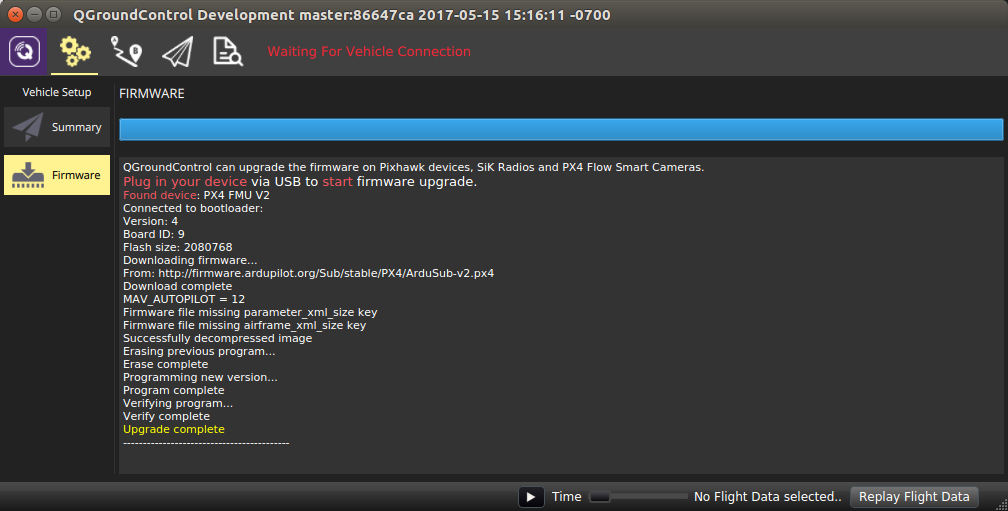 QGroundControl Development master:86647ca 2017-05-15 15:16:11 -0700
Waiting For Vehicle Connection
Vehicle Setup
Summary
Firmware
FIRMWARE
QGroundControl can upgrade the firmware on Pixhawk devices, SiK Radios and PX4 Flow Smart Cameras.
Plug in your device via USB to start firmware upgrade.
Found device: PX4 FMU V2
Connected to bootloader:
Version: 4
Board ID: 9
Flash size: 2080768
Downloading firmware...
From: http://firmware.ardupilot.org/Sub/stable/PX4/ArduSub-v2.px4
Download complete
MAV_AUTOPILOT = 12
Firmware file missing parameter_xml_size key
Firmware file missing airframe_xml_size key
Successfully decompressed image
Erasing previous program...
Erase complete
Programming new version...
Program complete
Verifying program...
Verify complete
Upgrade complete
------------------------------------------
Time No Flight Data selected.. Replay Flight Data